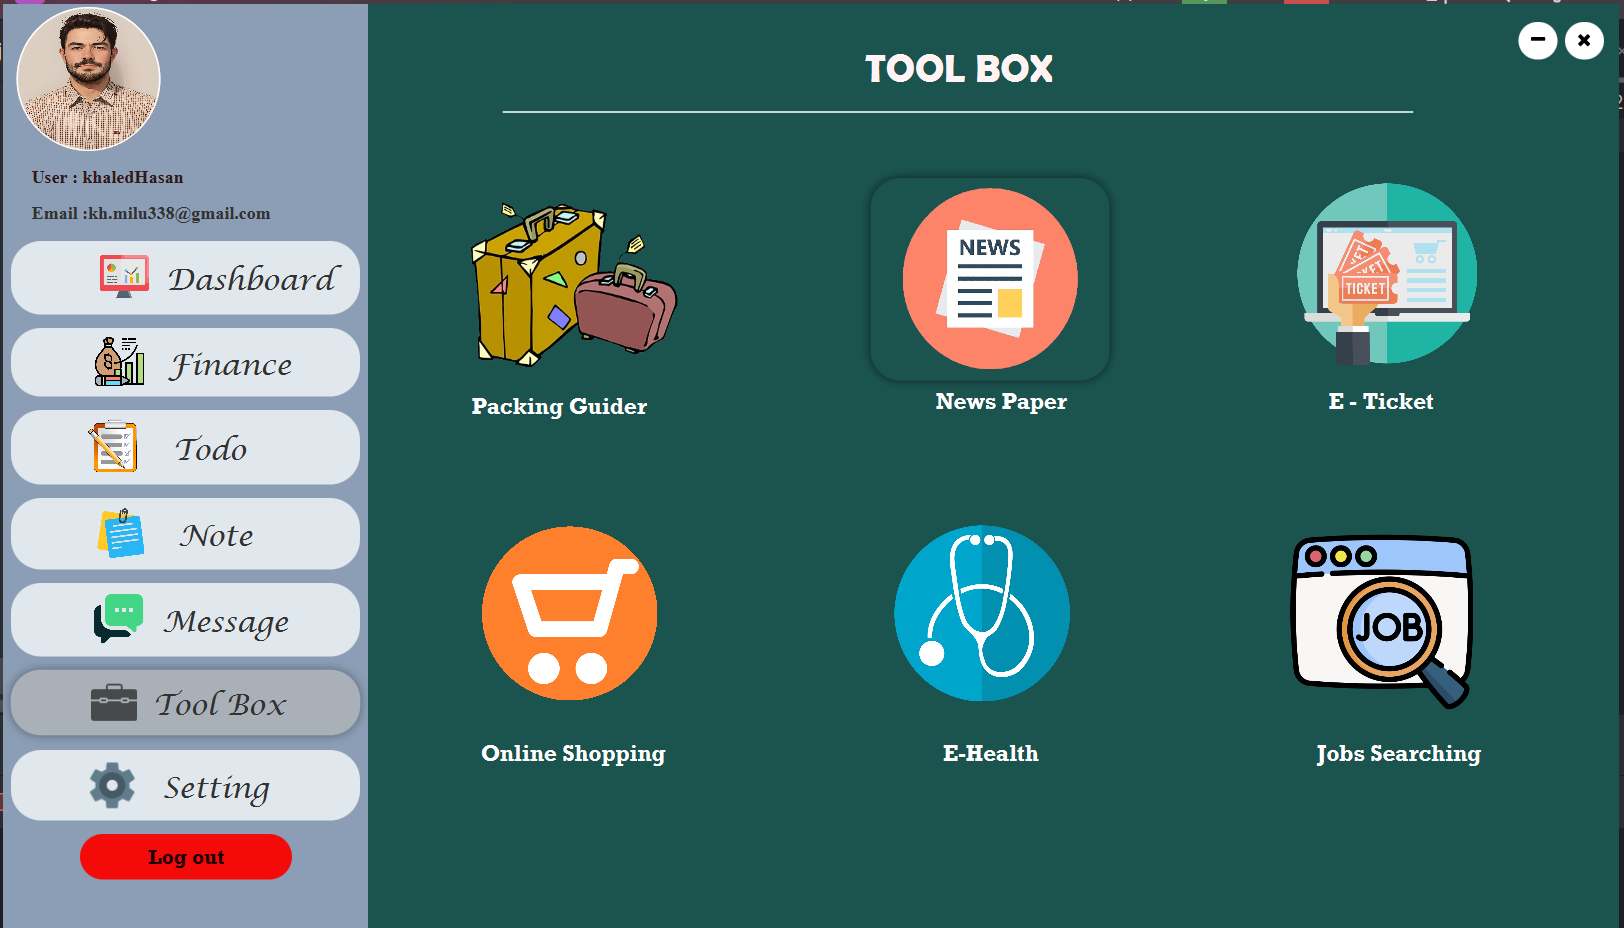 TOOL BOX
User : khaledHasan
Email :kh.milu338@gmail.com
Dashboard
Finance
Todo
Note
Message
Tool Box
Setting
Log out
NEWS
TICKET
Packing Guider
News Paper
E - Ticket
JOB
Online Shopping
E-Health
Jobs Searching